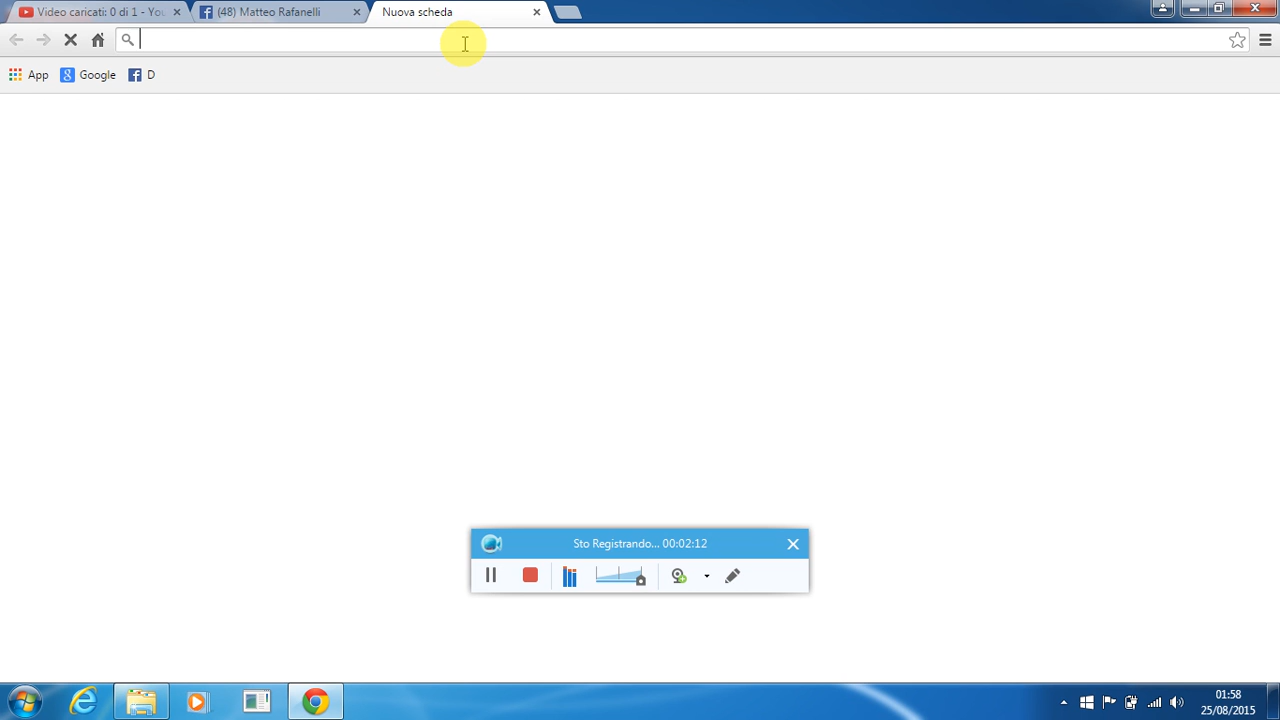 Video caricati: 0 di 1 - You
(48) Matteo Rafanelli
Nuova scheda
App
Google
D
Sto Registrando... 00:02:12
01:58
25/08/2015